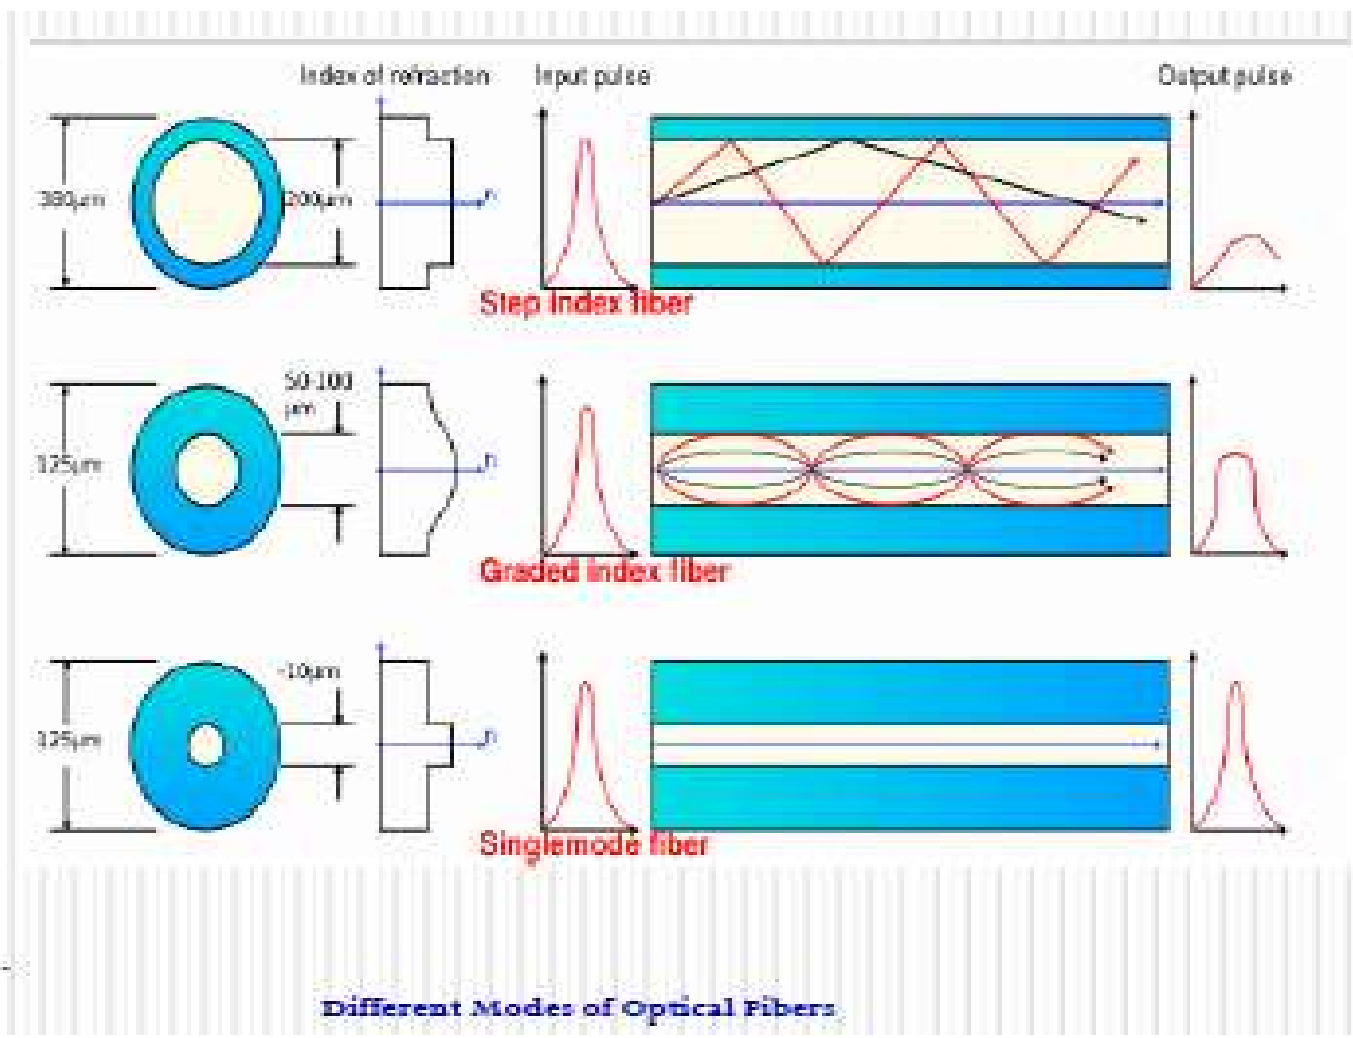 Index of refraction Input pulse Output pulse
380µm 200µm n
Step index fiber
50-100
µm
125µm n
Graded index fiber
~10µm
125µm n
Singlemode fiber
Different Modes of Optical Fibers